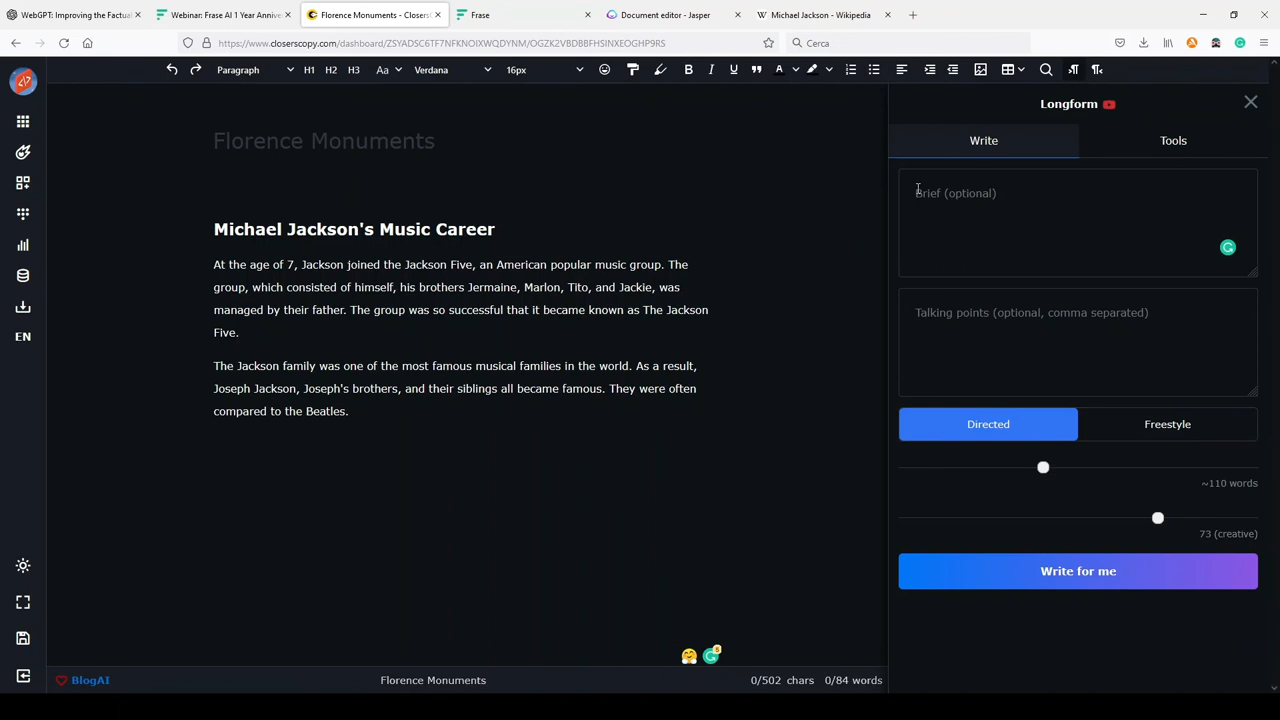 WebGPT: Improving the Factual
Webinar: Frase AI 1 Year Annive
Florence Monuments - ClosersC
Frase
Document editor - Jasper
Michael Jackson - Wikipedia
https://www.closerscopy.com/dashboard/ZSYADSC6TF7NFKNOIXWQDYNM/OGZK2VBDBBFHSINXEOGHP9RS
Cerca
Paragraph
H1 H2 H3
Aa
Verdana
16px
B I U
A
Longform
Write
Tools
Florence Monuments
Brief (optional)
Michael Jackson's Music Career
At the age of 7, Jackson joined the Jackson Five, an American popular music group. The
group, which consisted of himself, his brothers Jermaine, Marlon, Tito, and Jackie, was
managed by their father. The group was so successful that it became known as The Jackson
Five.
The Jackson family was one of the most famous musical families in the world. As a result,
Joseph Jackson, Joseph's brothers, and their siblings all became famous. They were often
compared to the Beatles.
Talking points (optional, comma separated)
EN
Directed
Freestyle
~110 words
73 (creative)
Write for me
5
BlogAI
Florence Monuments
0/502 chars
0/84 words